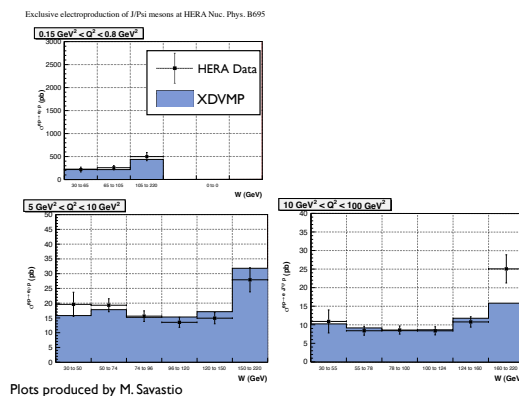 Exclusive electroproduction of J/Psi mesons at HERA Nuc. Phys. B695
0.15 GeV² < Q² < 0.8 GeV²
3000
2500
2000
1500
1000
500
0
30 to 65
65 to 105
105 to 220
0 to 0
W (GeV)
HERA Data
XDVMP
5 GeV² < Q² < 10 GeV²
50
45
40
35
30
25
20
15
10
5
0
30 to 50
50 to 74
74 to 96
96 to 120
120 to 150
150 to 220
W (GeV)
10 GeV² < Q² < 100 GeV²
40
35
30
25
20
15
10
5
0
30 to 55
55 to 78
78 to 100
100 to 124
124 to 160
160 to 220
W (GeV)
Plots produced by M. Savastio